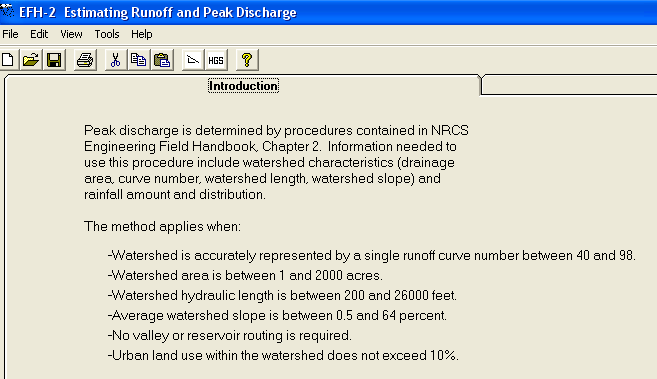 EFH-2 Estimating Runoff and Peak Discharge
File Edit View Tools Help
HGS ?
Introduction
Peak discharge is determined by procedures contained in NRCS
Engineering Field Handbook, Chapter 2. Information needed to
use this procedure include watershed characteristics (drainage
area, curve number, watershed length, watershed slope) and
rainfall amount and distribution.
The method applies when:
-Watershed is accurately represented by a single runoff curve number between 40 and 98.
-Watershed area is between 1 and 2000 acres.
-Watershed hydraulic length is between 200 and 26000 feet.
-Average watershed slope is between 0.5 and 64 percent.
-No valley or reservoir routing is required.
-Urban land use within the watershed does not exceed 10%.